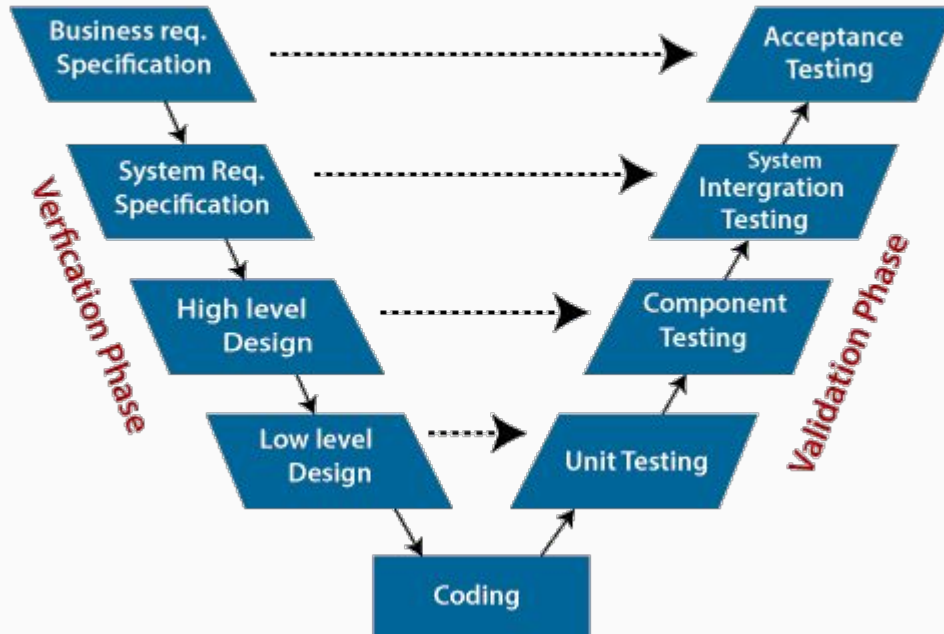 Business req.
Specification
Acceptance
Testing
System Req.
Specification
System
Intergration
Testing
Verfication Phase
High level
Design
Component
Testing
Validation Phase
Low level
Design
Unit Testing
Coding